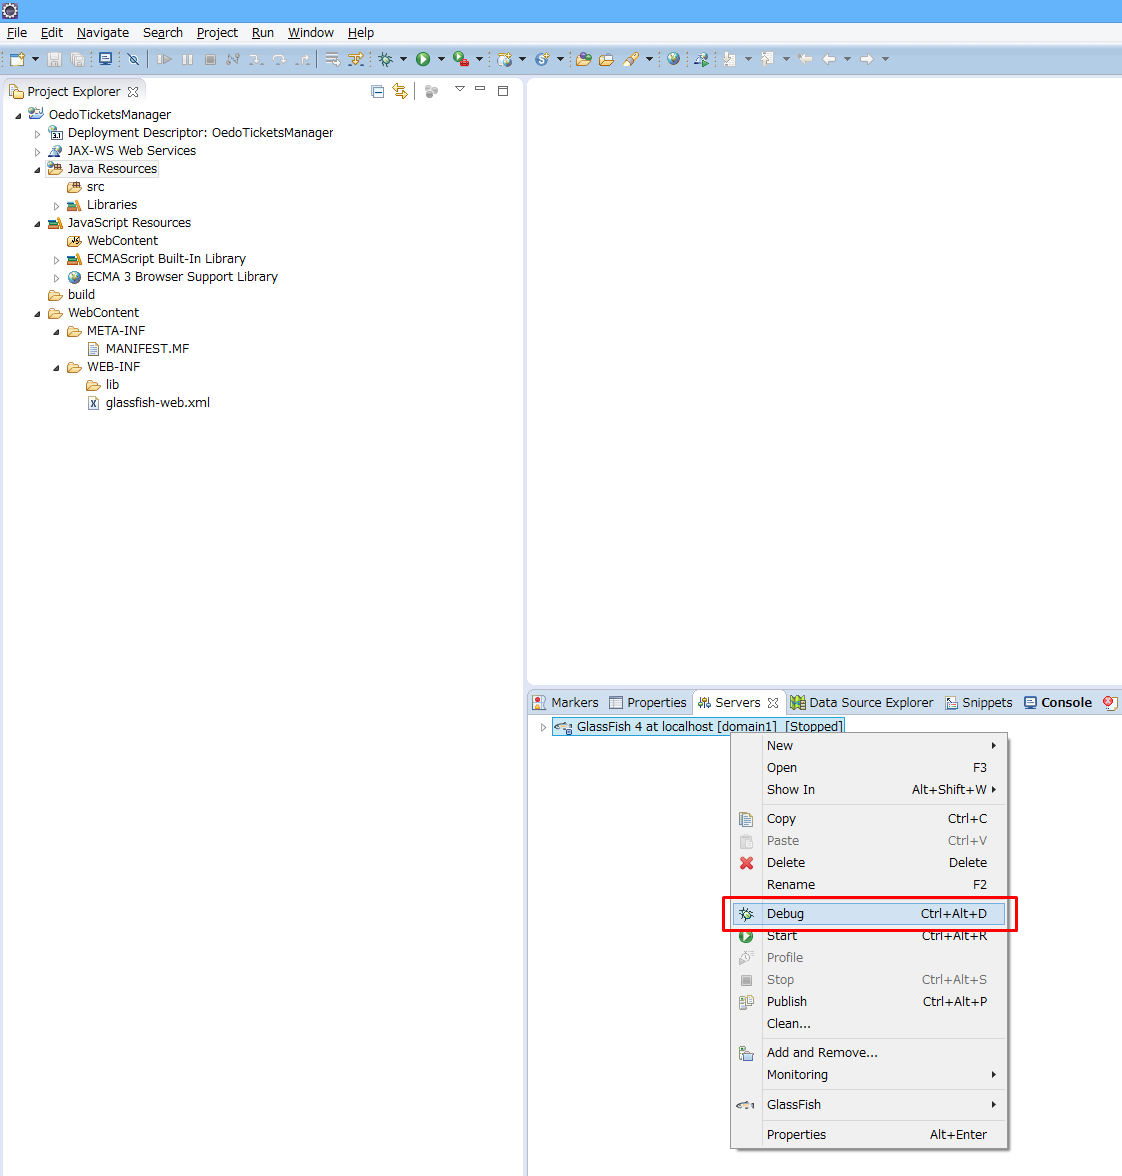 File Edit Navigate Search Project Run Window Help
Project Explorer
OedoTicketsManager
3.1 Deployment Descriptor: OedoTicketsManager
JAX-WS Web Services
Java Resources
src
Libraries
JavaScript Resources
WebContent
ECMAScript Built-In Library
ECMA 3 Browser Support Library
build
WebContent
META-INF
MANIFEST.MF
WEB-INF
lib
glassfish-web.xml
Markers Properties Servers Data Source Explorer Snippets Console
GlassFish 4 at localhost [domain1] [Stopped]
New
Open F3
Show In Alt+Shift+W
Copy Ctrl+C
Paste Ctrl+V
Delete Delete
Rename F2
Debug Ctrl+Alt+D
Start Ctrl+Alt+R
Profile
Stop Ctrl+Alt+S
Publish Ctrl+Alt+P
Clean...
Add and Remove...
Monitoring
GlassFish
Properties Alt+Enter